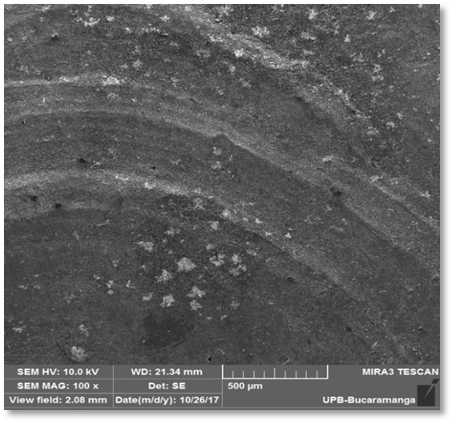 SEM HV: 10.0 kV WD: 21.34 mm MIRA3 TESCAN
SEM MAG: 100 x Det: SE 500 µm
View field: 2.08 mm Date(m/d/y): 10/26/17 UPB-Bucaramanga